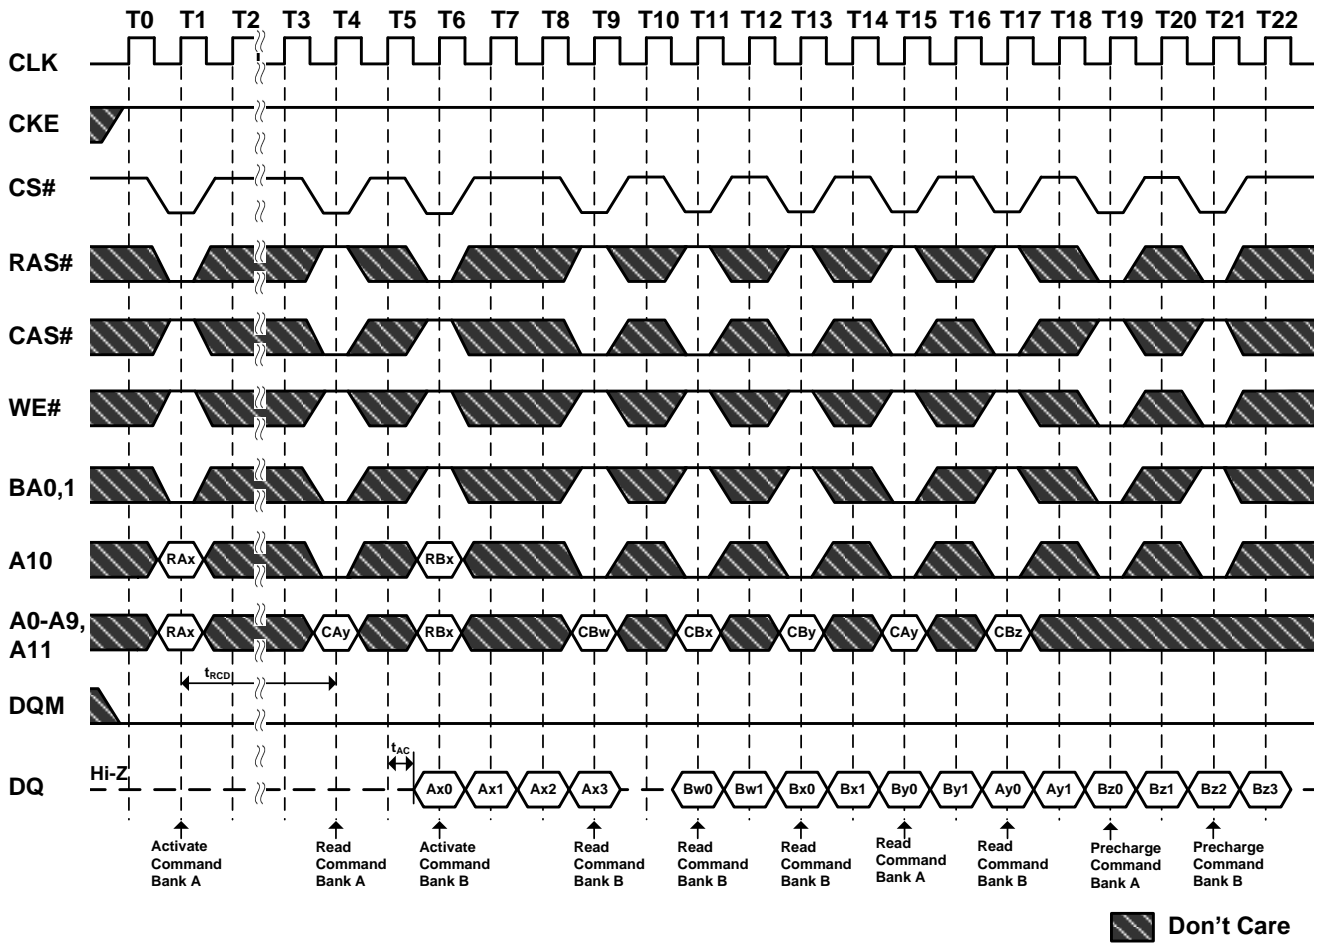 T0 T1 T2 T3 T4 T5 T6 T7 T8 T9 T10 T11 T12 T13 T14 T15 T16 T17 T18 T19 T20 T21 T22
CLK
CKE
CS#
RAS#
CAS#
WE#
BA0,1
A10
RAx RBx
A0-A9,
A11
RAx CAy RBx CBw CBx CBy CAy CBz
tRCD
DQM
tAC
Hi-Z
DQ
Ax0 Ax1 Ax2 Ax3 Bw0 Bw1 Bx0 Bx1 By0 By1 Ay0 Ay1 Bz0 Bz1 Bz2 Bz3
Activate
Command
Bank A
Read
Command
Bank A
Activate
Command
Bank B
Read
Command
Bank B
Read
Command
Bank B
Read
Command
Bank B
Read
Command
Bank A
Read
Command
Bank B
Precharge
Command
Bank A
Precharge
Command
Bank B
Don't Care